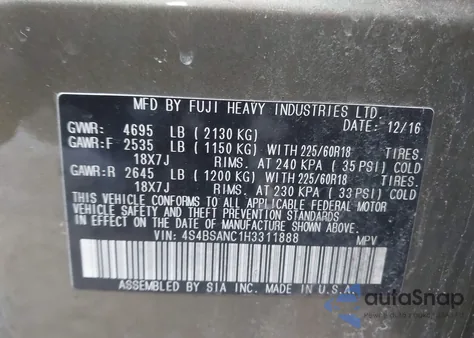 MFD BY FUJI HEAVY INDUSTRIES LTD
DATE: 12/16
GVWR: 4695 LB (2130 KG)
GAWR:F 2535 LB (1150 KG) WITH 225/60R18 TIRES.
18X7J RIMS. AT 240 KPA (35 PSI) COLD
GAWR:R 2645 LB (1200 KG) WITH 225/60R18 TIRES.
18X7J RIMS. AT 230 KPA (33 PSI) COLD
THIS VEHICLE CONFORMS TO ALL APPLICABLE FEDERAL MOTOR
VEHICLE SAFETY AND THEFT PREVENTION STANDARDS IN
EFFECT ON THE DATE OF MANUFACTURE SHOWN ABOVE.
VIN: 4S4BSANC1H3311888 MPV
ASSEMBLED BY SIA INC. MADE IN U.S.A.
autoSnap